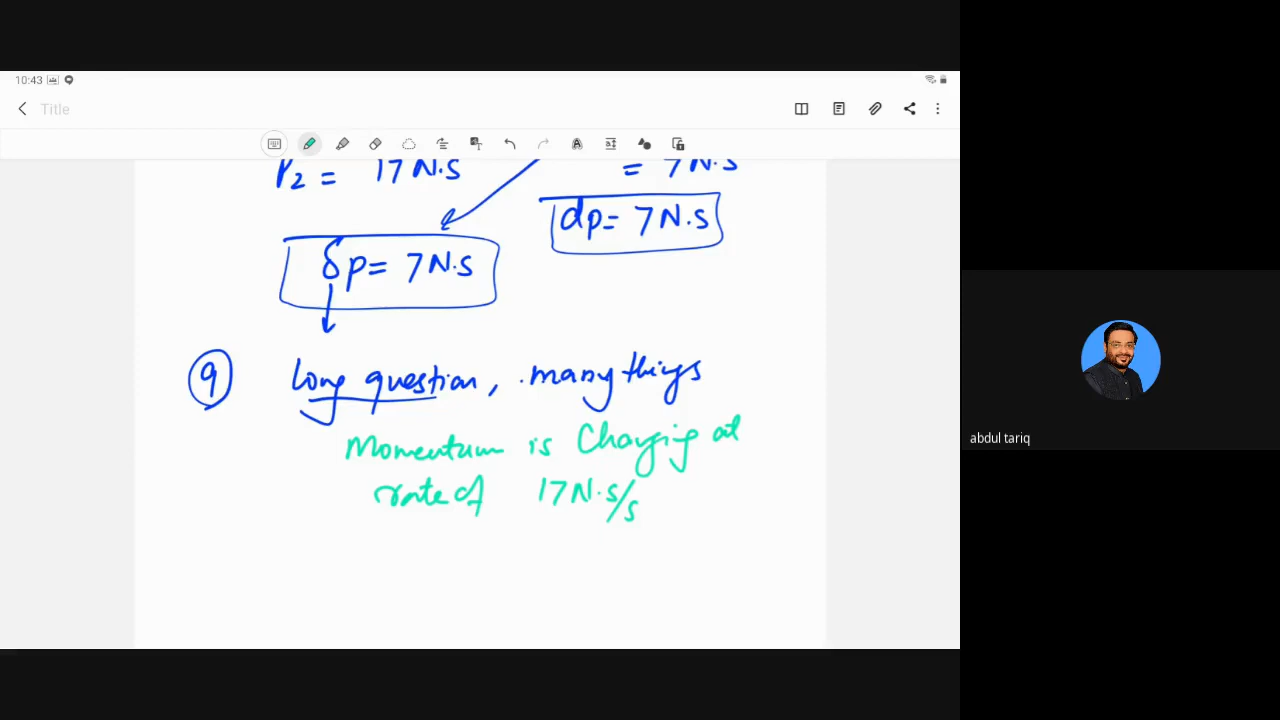 10:43
Title
P₂ = 17 N·s
= 7 N·s
dp = 7 N·s
δp = 7 N·s
9 Long question, many things
Momentum is Changing at
rate of 17 N·s/s
abdul tariq